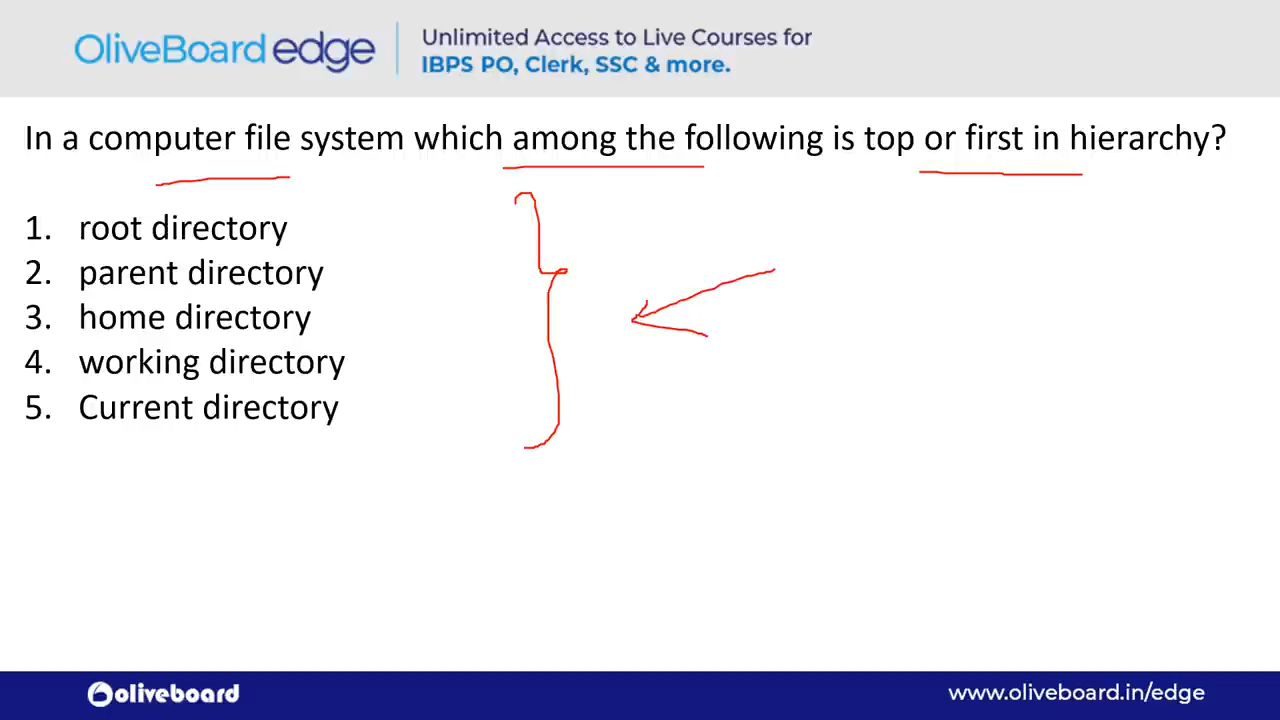 OliveBoard edge
Unlimited Access to Live Courses for
IBPS PO, Clerk, SSC & more.
In a computer file system which among the following is top or first in hierarchy?
1. root directory
2. parent directory
3. home directory
4. working directory
5. Current directory
oliveboard
www.oliveboard.in/edge